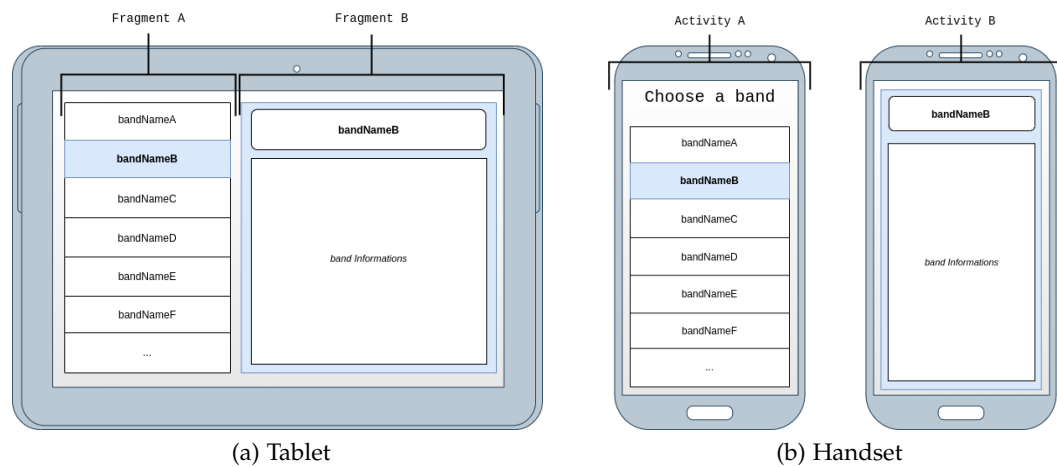 Fragment A
Fragment B
bandNameA
bandNameB
bandNameC
bandNameD
bandNameE
bandNameF
...
bandNameB
band Informations
(a) Tablet
Activity A
Activity B
Choose a band
bandNameA
bandNameB
bandNameC
bandNameD
bandNameE
bandNameF
...
bandNameB
band Informations
(b) Handset